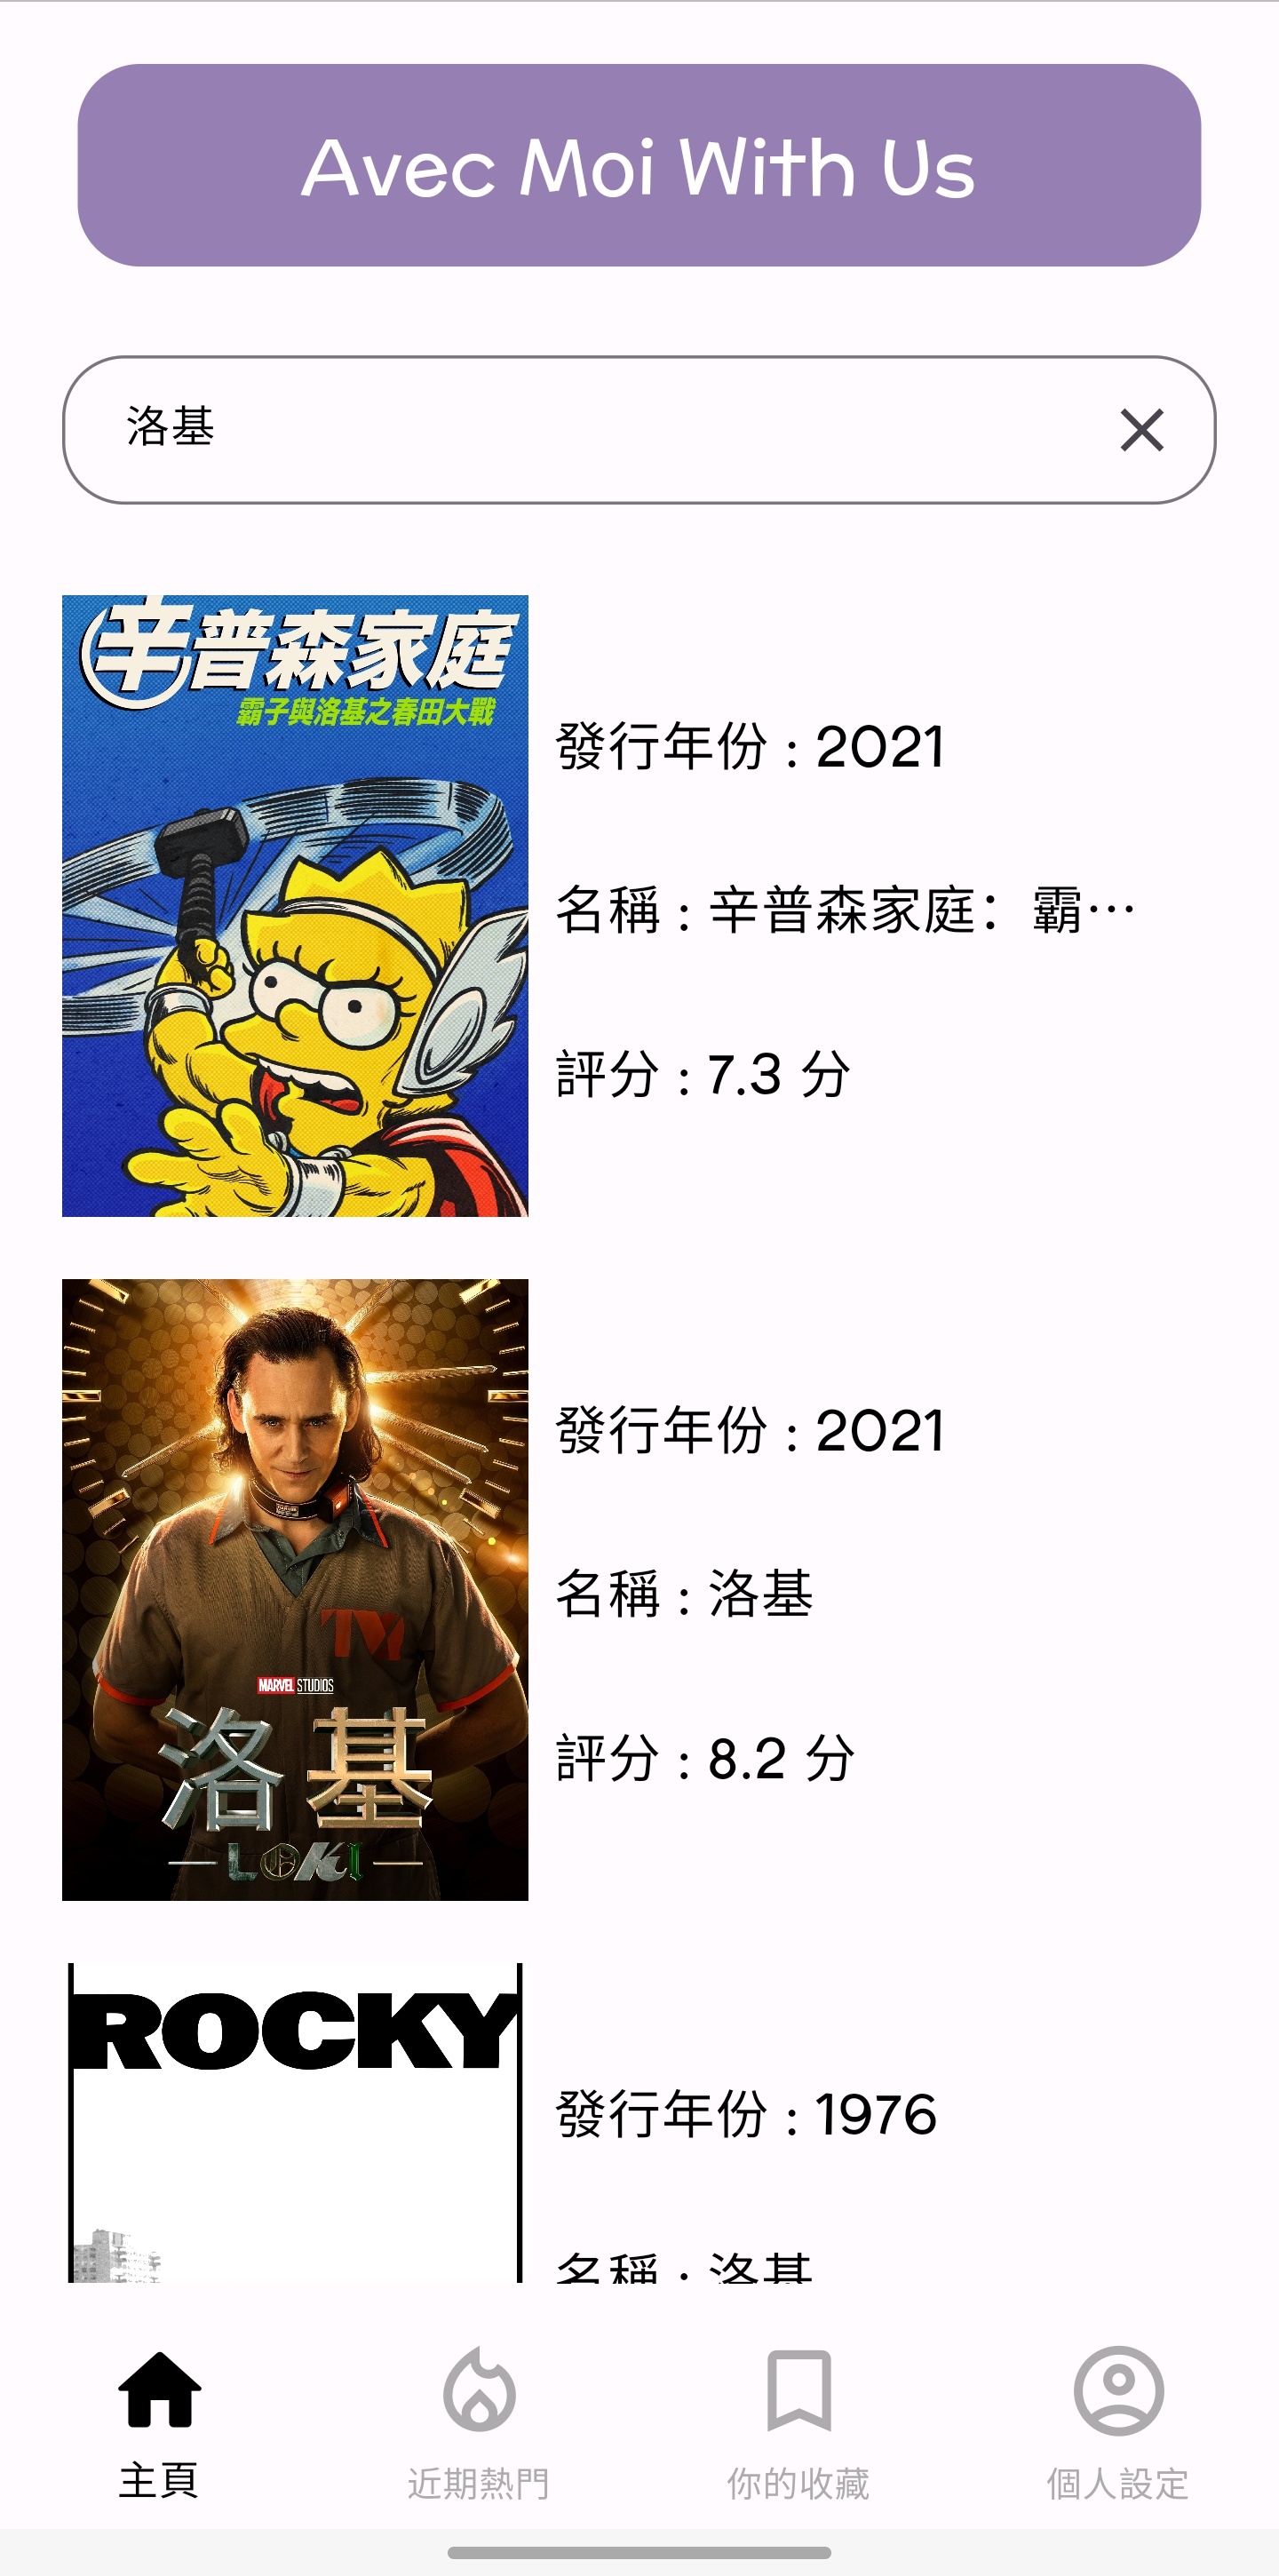 Avec Moi With Us
洛基
辛普森家庭
霸子與洛基之春田大戰
發行年份 : 2021
名稱 : 辛普森家庭：霸…
評分 : 7.3 分
TVA
MARVEL STUDIOS
洛基
LOKI
發行年份 : 2021
名稱 : 洛基
評分 : 8.2 分
ROCKY
發行年份 : 1976
名稱 : 洛基
主頁
近期熱門
你的收藏
個人設定